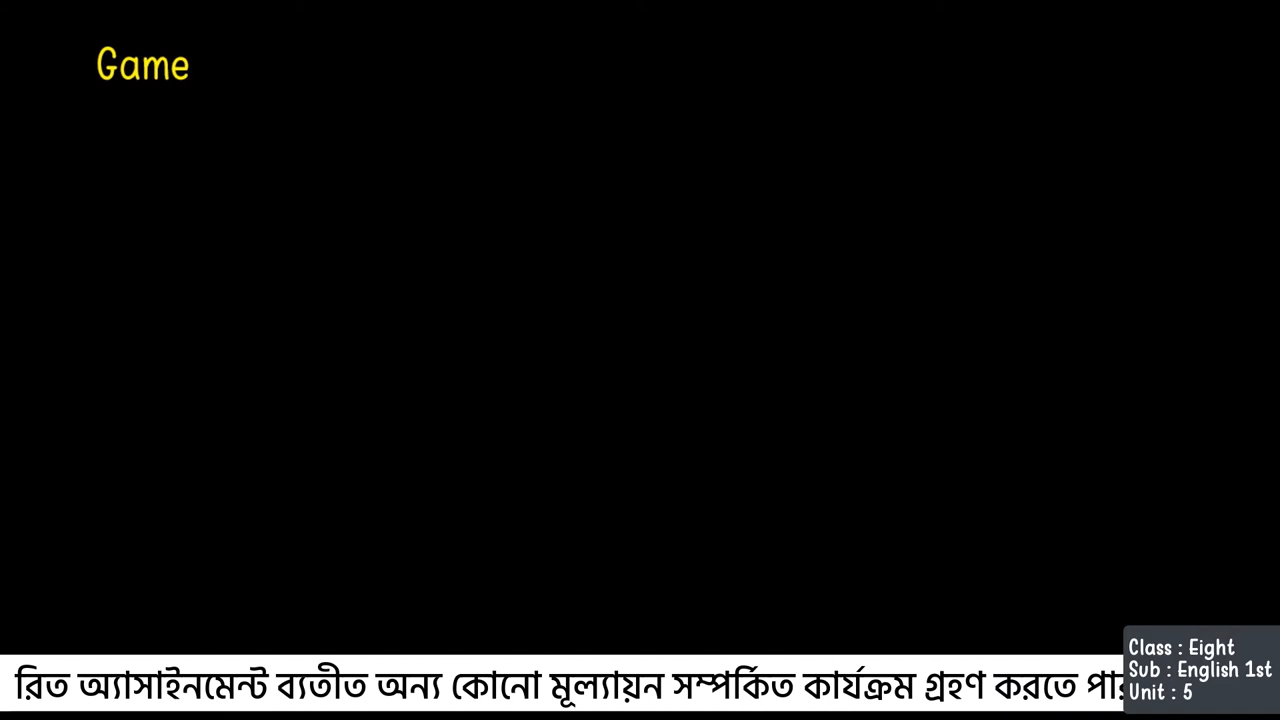 Game
রিত অ্যাসাইনমেন্ট ব্যতীত অন্য কোনো মূল্যায়ন সম্পর্কিত কার্যক্রম গ্রহণ করতে
Class : Eight
Sub : English 1st
Unit : 5